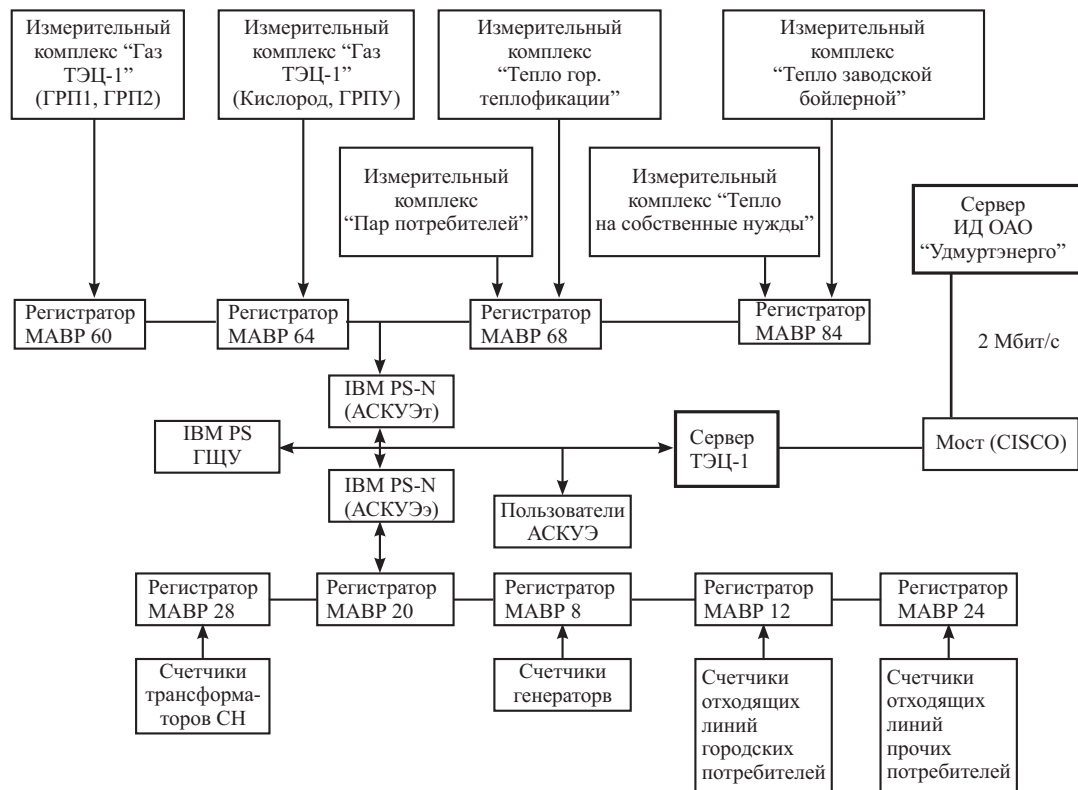 Измерительный
комплекс “Газ
ТЭЦ-1”
(ГРП1, ГРП2)
Измерительный
комплекс “Газ
ТЭЦ-1”
(Кислород, ГРПУ)
Измерительный
комплекс
“Тепло гор.
теплофикации”
Измерительный
комплекс
“Тепло заводской
бойлерной”
Измерительный
комплекс
“Пар потребителей”
Измерительный
комплекс “Тепло
на собственные нужды”
Сервер
ИД ОАО
“Удмуртэнерго”
Регистратор
МАВР 60
Регистратор
МАВР 64
Регистратор
МАВР 68
Регистратор
МАВР 84
2 Мбит/с
IBM PS-N
(АСКУЭт)
IBM PS
ГЩУ
Сервер
ТЭЦ-1
Мост (CISCO)
IBM PS-N
(АСКУЭэ)
Пользователи
АСКУЭ
Регистратор
МАВР 28
Регистратор
МАВР 20
Регистратор
МАВР 8
Регистратор
МАВР 12
Регистратор
МАВР 24
Счетчики
трансформа-
торов СН
Счетчики
генераторв
Счетчики
отходящих
линий
городских
потребителей
Счетчики
отходящих
линий
прочих
потребителей